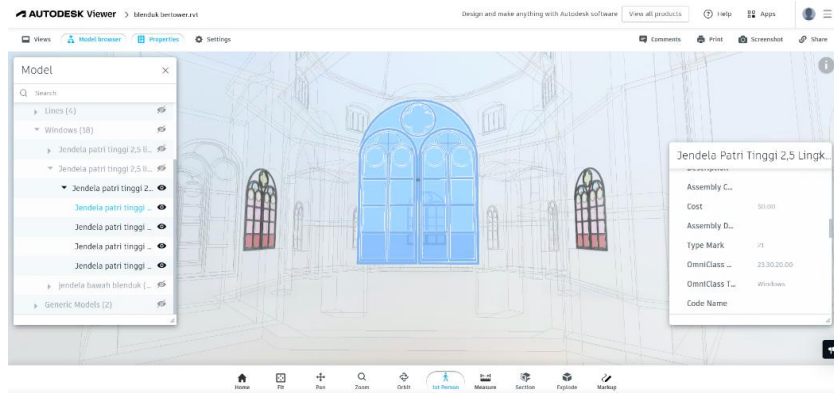 AUTODESK Viewer > blenduk bertower.rvt
Design and make anything with Autodesk software
View all products
Help
Apps
Views
Model browser
Properties
Settings
Comments
Print
Screenshot
Share
Model
Search
Lines (4)
Windows (18)
Jendela patri tinggi 2,5 li...
Jendela patri tinggi 2,5 li...
Jendela patri tinggi 2...
Jendela patri tinggi ...
Jendela patri tinggi ...
Jendela patri tinggi ...
Jendela patri tinggi ...
jendela bawah blenduk (...
Generic Models (2)
Jendela Patri Tinggi 2,5 Lingk...
Description
Assembly C...
Cost $0.00
Assembly D...
Type Mark 21
OmniClass ... 23.30.20.00
OmniClass T... Windows
Code Name
Home
Fit
Pan
Zoom
Orbit
1st Person
Measure
Section
Explode
Markup